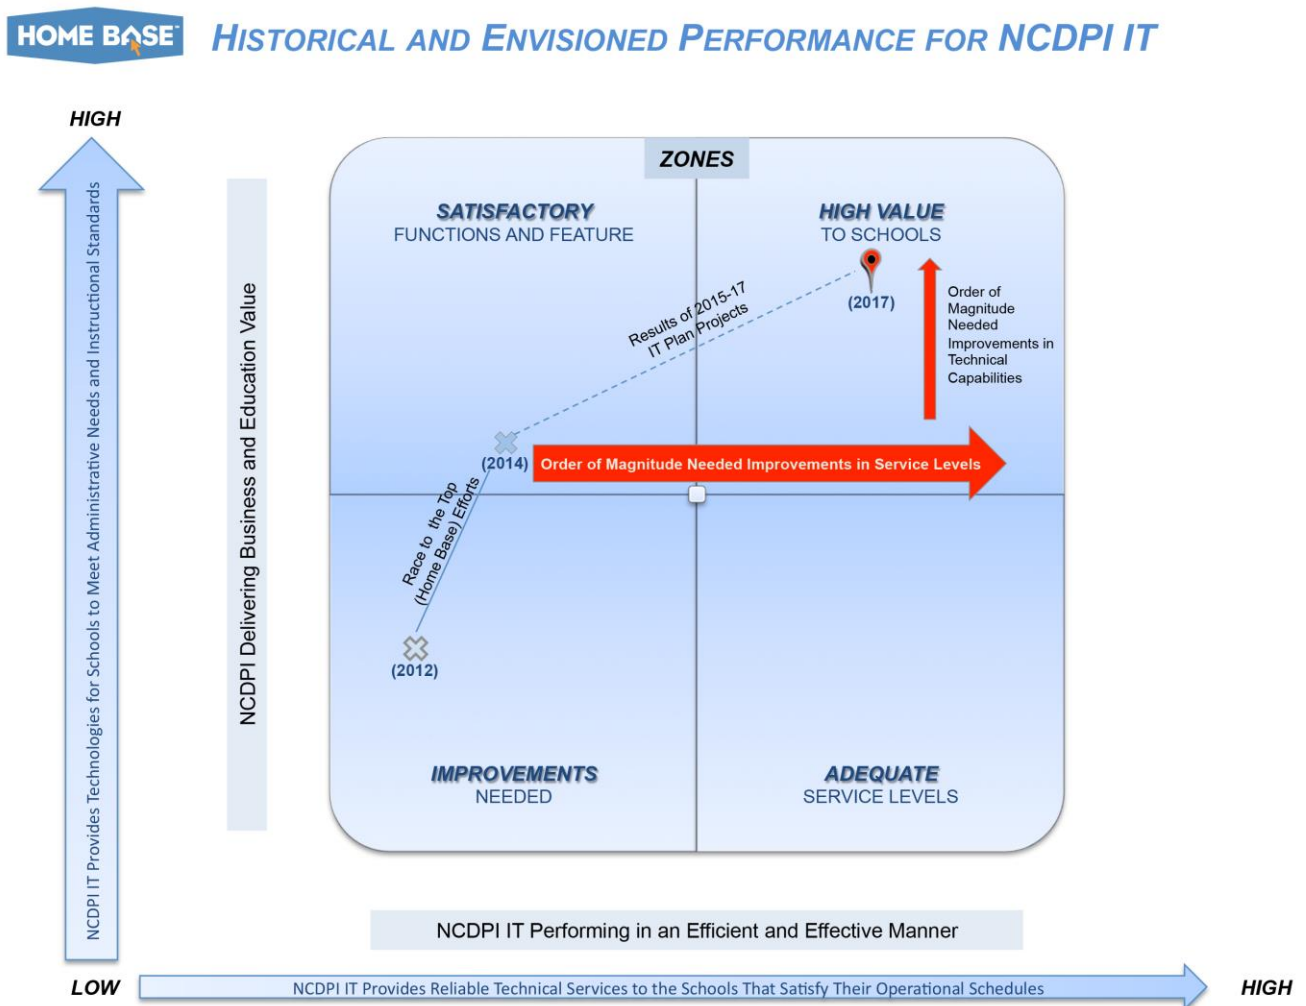 HOME BASE™
HISTORICAL AND ENVISIONED PERFORMANCE FOR NCDPI IT
HIGH
NCDPI IT Provides Technologies for Schools to Meet Administrative Needs and Instructional Standards
NCDPI Delivering Business and Education Value
ZONES
SATISFACTORY
FUNCTIONS AND FEATURE
HIGH VALUE
TO SCHOOLS
(2017)
Order of
Magnitude
Needed
Improvements in
Technical
Capabilities
Results of 2015-17
IT Plan Projects
(2014)
Order of Magnitude Needed Improvements in Service Levels
Race to the Top
(Home Base) Efforts
(2012)
IMPROVEMENTS
NEEDED
ADEQUATE
SERVICE LEVELS
NCDPI IT Performing in an Efficient and Effective Manner
LOW
NCDPI IT Provides Reliable Technical Services to the Schools That Satisfy Their Operational Schedules
HIGH